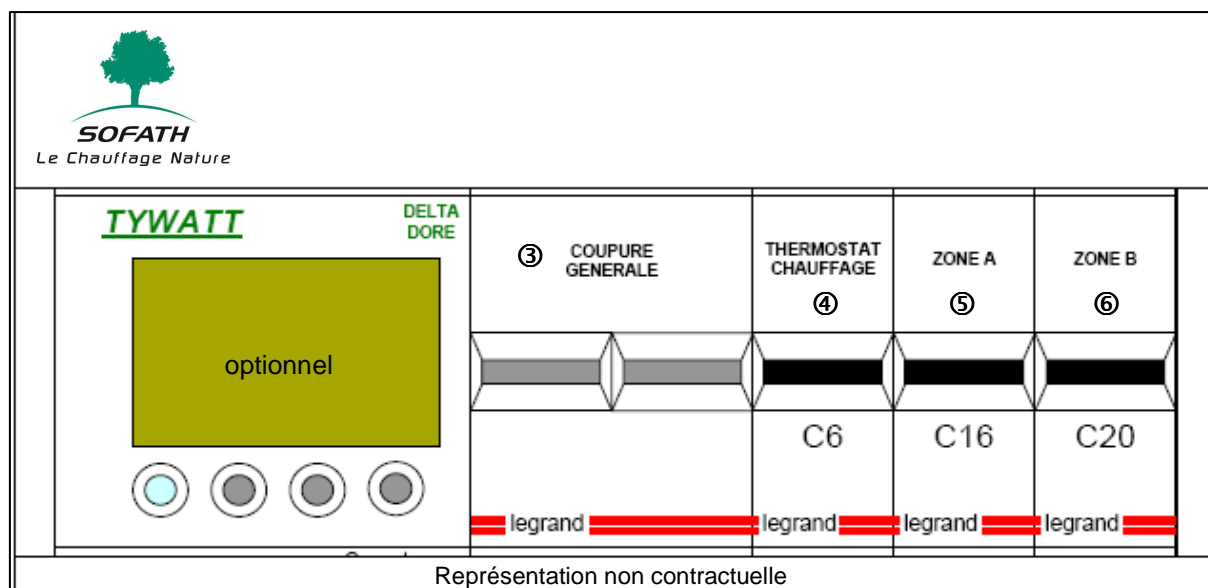 SOFATH
Le Chauffage Nature
TYWATT
DELTA
DORE
optionnel
③ COUPURE
GENERALE
THERMOSTAT
CHAUFFAGE
④
ZONE A
⑤
ZONE B
⑥
C6
C16
C20
legrand
legrand
legrand
legrand
Représentation non contractuelle